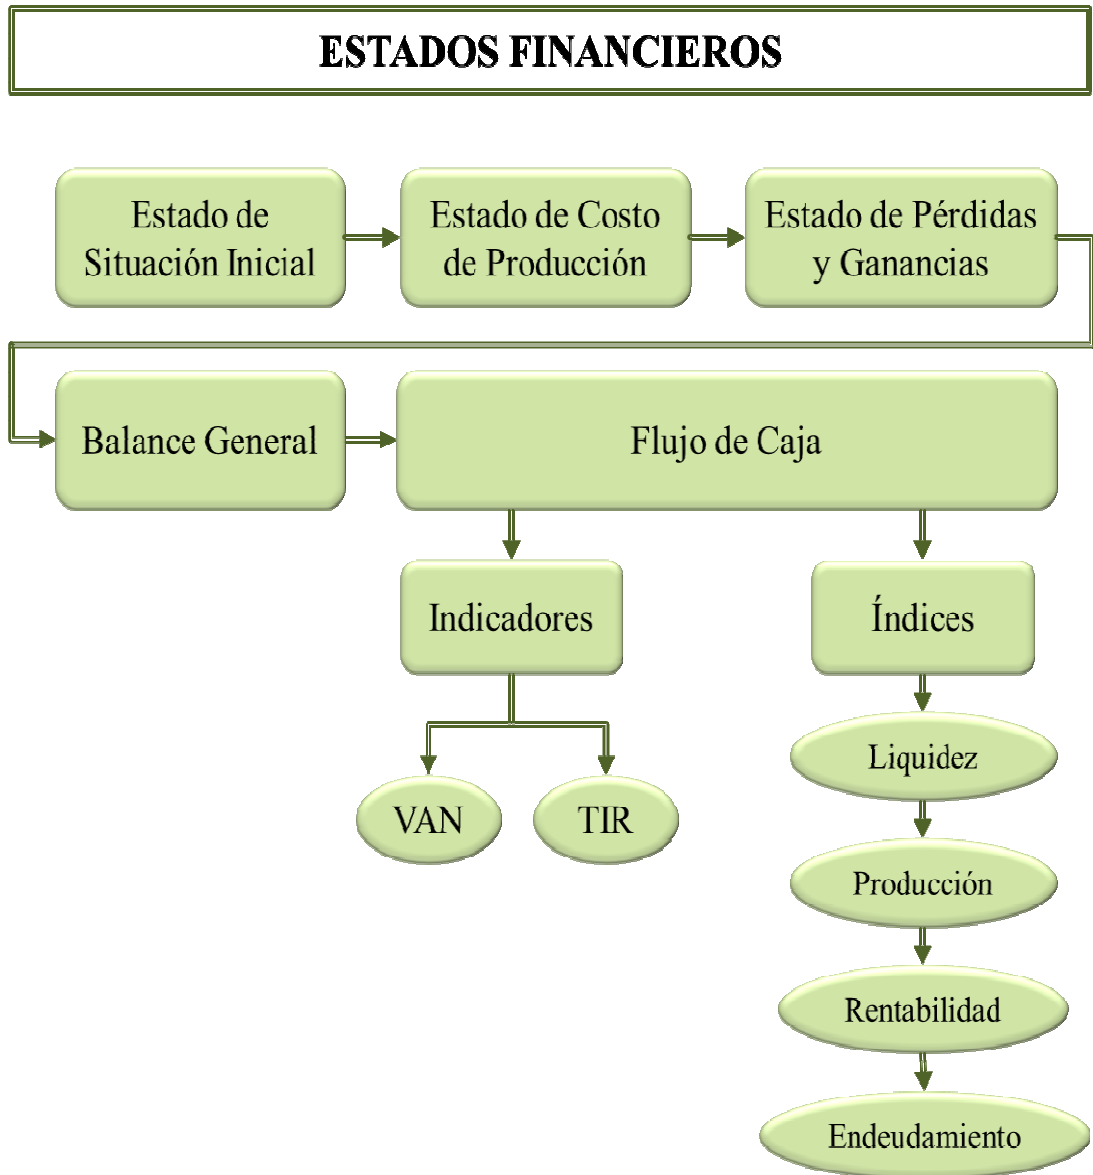 ESTADOS FINANCIEROS
Estado de
Situación Inicial
Estado de Costo
de Producción
Estado de Pérdidas
y Ganancias
Balance General
Flujo de Caja
Indicadores
Índices
VAN
TIR
Liquidez
Producción
Rentabilidad
Endeudamiento